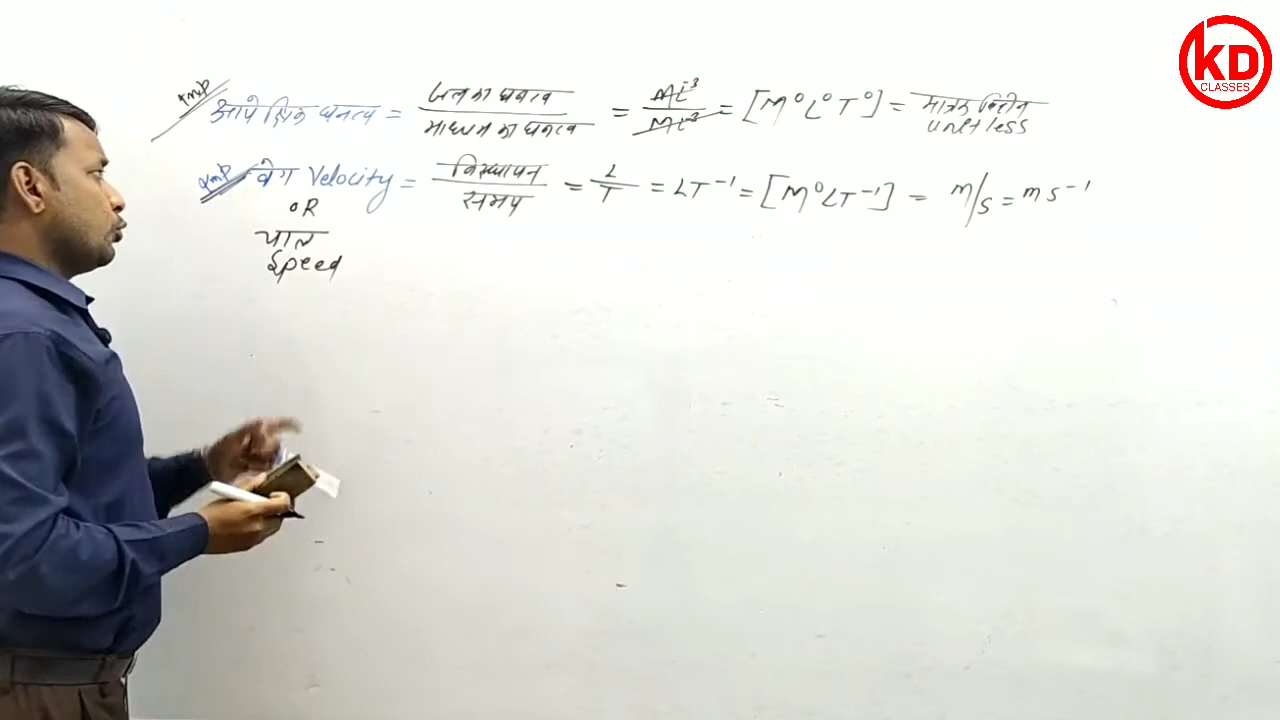 KD
CLASSES
Imp आपेक्षिक घनत्व = जल का घनत्व / माध्यम का घनत्व = ML⁻³ / ML⁻³ = [M⁰L⁰T⁰] = मात्रक विहीन
unitless
Imp वेग Velocity = विस्थापन / समय = L / T = LT⁻¹ = [M⁰LT⁻¹] = m/s = ms⁻¹
OR
चाल
Speed